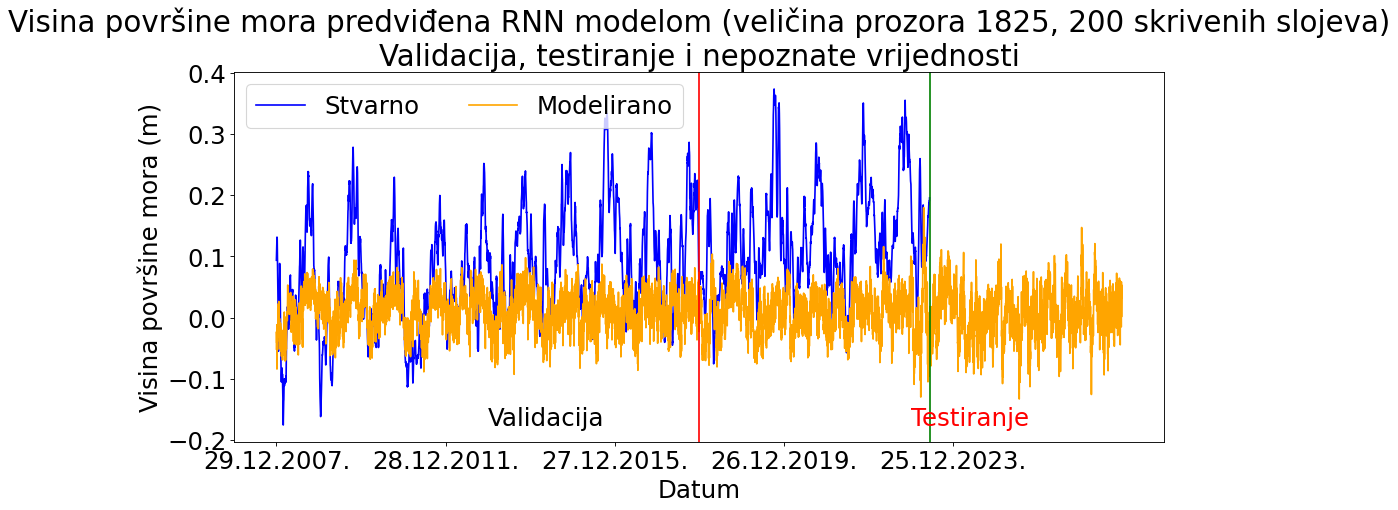 Visina površine mora predviđena RNN modelom (veličina prozora 1825, 200 skrivenih slojeva)
Validacija, testiranje i nepoznate vrijednosti
Stvarno
Modelirano
Visina površine mora (m)
0.4
0.3
0.2
0.1
0.0
−0.1
−0.2
Validacija
Testiranje
29.12.2007.
28.12.2011.
27.12.2015.
26.12.2019.
25.12.2023.
Datum